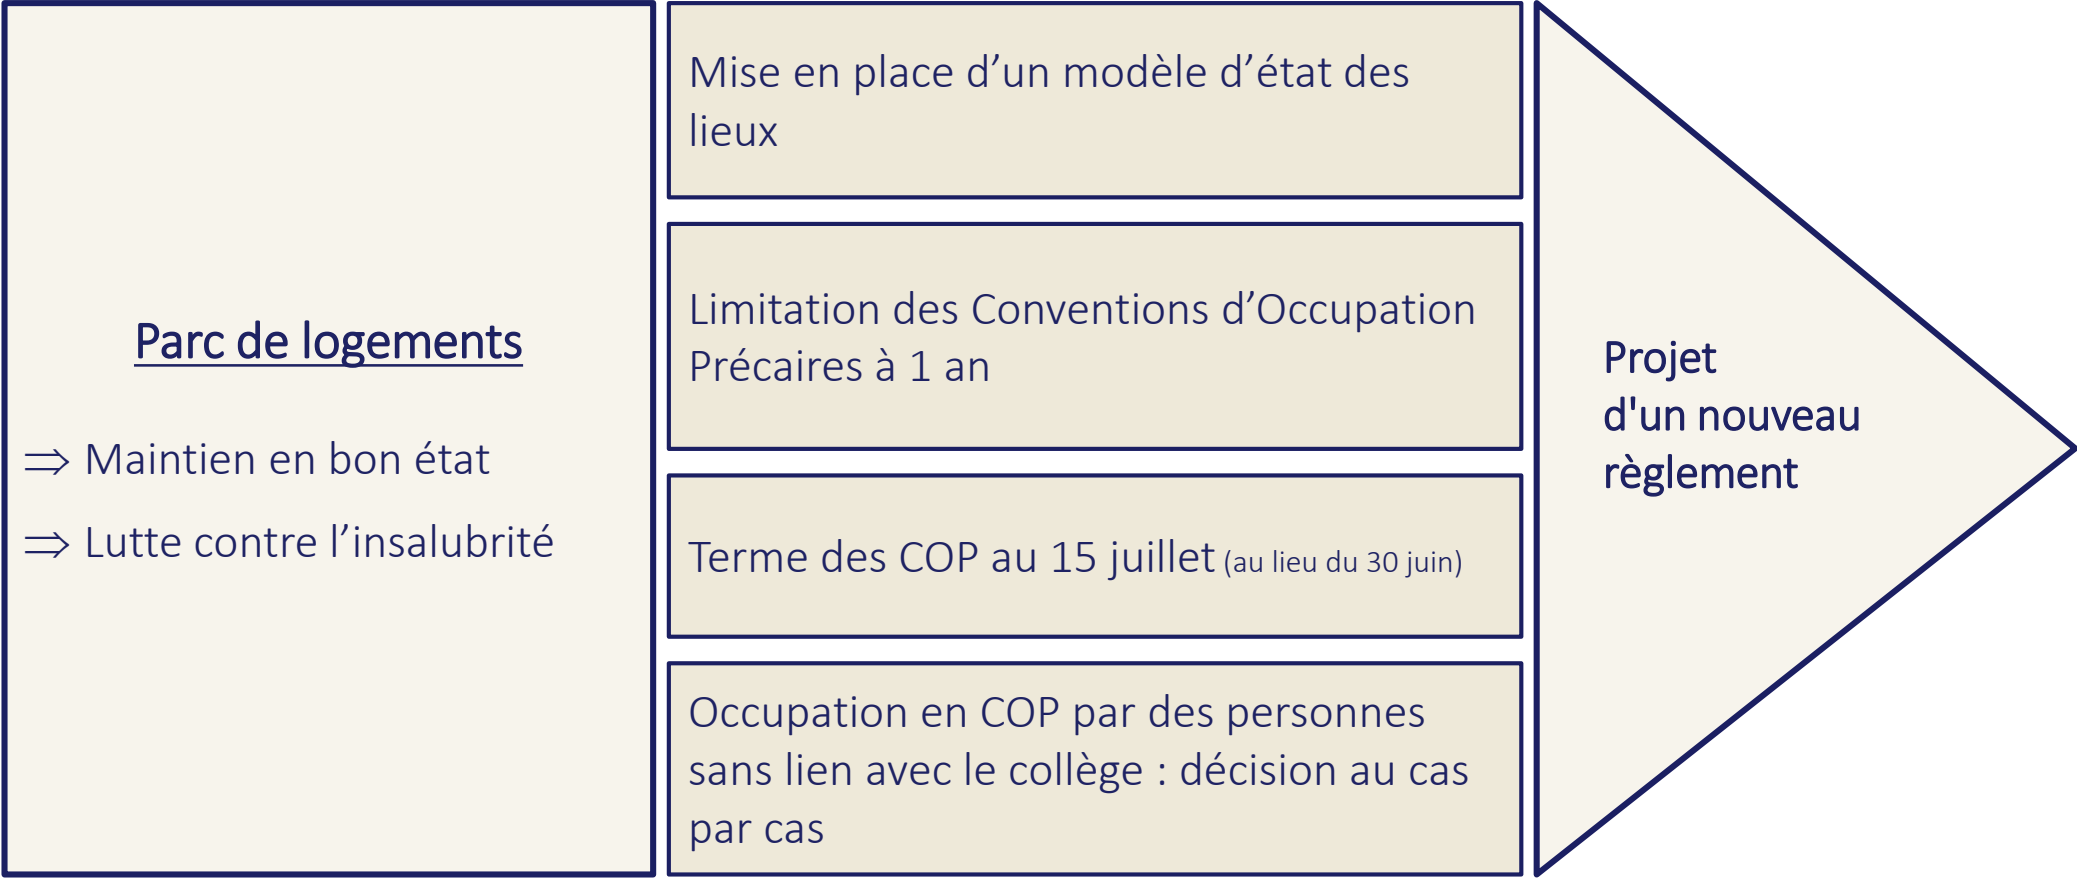 Parc de logements
⇒ Maintien en bon état
⇒ Lutte contre l’insalubrité
Mise en place d’un modèle d’état des
lieux
Limitation des Conventions d’Occupation
Précaires à 1 an
Terme des COP au 15 juillet (au lieu du 30 juin)
Occupation en COP par des personnes
sans lien avec le collège : décision au cas
par cas
Projet
d'un nouveau
règlement